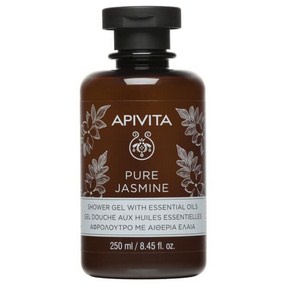 APIVITA
PURE
JASMINE
SHOWER GEL WITH ESSENTIAL OILS
GEL DOUCHE AUX HUILES ESSENTIELLES
ΑΦΡΟΛΟΥΤΡΟ ΜΕ ΑΙΘΕΡΙΑ ΕΛΑΙΑ
250 ml / 8.45 fl. oz.